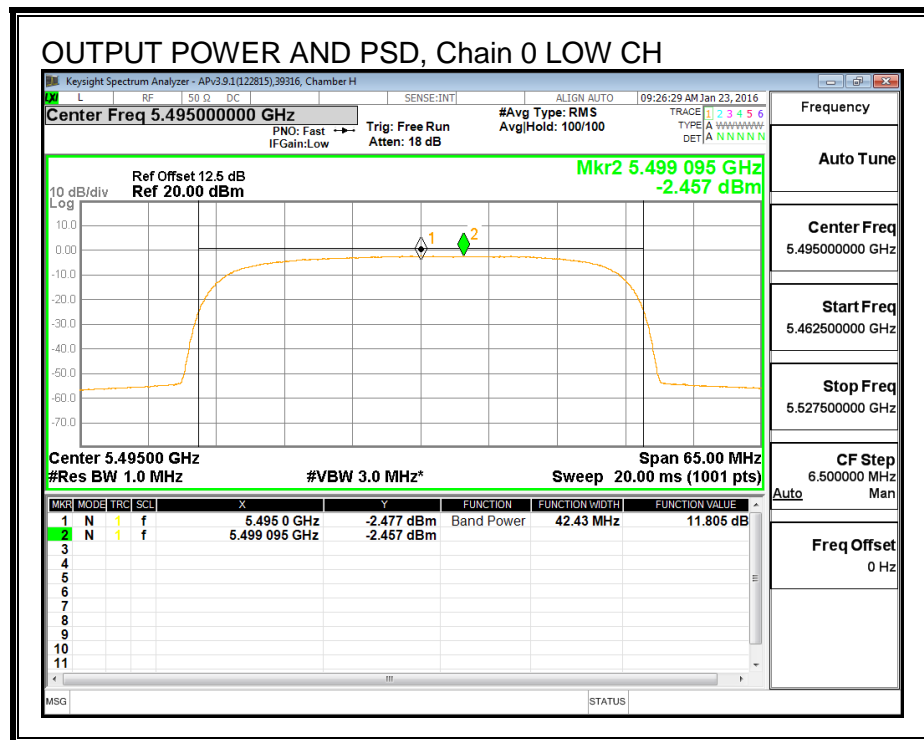 OUTPUT POWER AND PSD, Chain 0 LOW CH
Keysight Spectrum Analyzer - APv3.9.1(122815),39316, Chamber H
LXI L RF 50 Ω DC SENSE:INT ALIGN AUTO 09:26:29 AM Jan 23, 2016
Center Freq 5.495000000 GHz #Avg Type: RMS TRACE 1 2 3 4 5 6
PNO: Fast Trig: Free Run Avg|Hold: 100/100 TYPE A WWWWW
IFGain:Low Atten: 18 dB DET A N N N N N
Mkr2 5.499 095 GHz
-2.457 dBm
Ref Offset 12.5 dB
10 dB/div Ref 20.00 dBm
Log
10.0
0.00
-10.0
-20.0
-30.0
-40.0
-50.0
-60.0
-70.0
1
2
Center 5.49500 GHz Span 65.00 MHz
#Res BW 1.0 MHz #VBW 3.0 MHz* Sweep 20.00 ms (1001 pts)
MKR MODE TRC SCL X Y FUNCTION FUNCTION WIDTH FUNCTION VALUE
1 N 1 f 5.495 0 GHz -2.477 dBm Band Power 42.43 MHz 11.805 dB
2 N 1 f 5.499 095 GHz -2.457 dBm
3
4
5
6
7
8
9
10
11
MSG STATUS
Frequency
Auto Tune
Center Freq
5.495000000 GHz
Start Freq
5.462500000 GHz
Stop Freq
5.527500000 GHz
CF Step
6.500000 MHz
Auto Man
Freq Offset
0 Hz